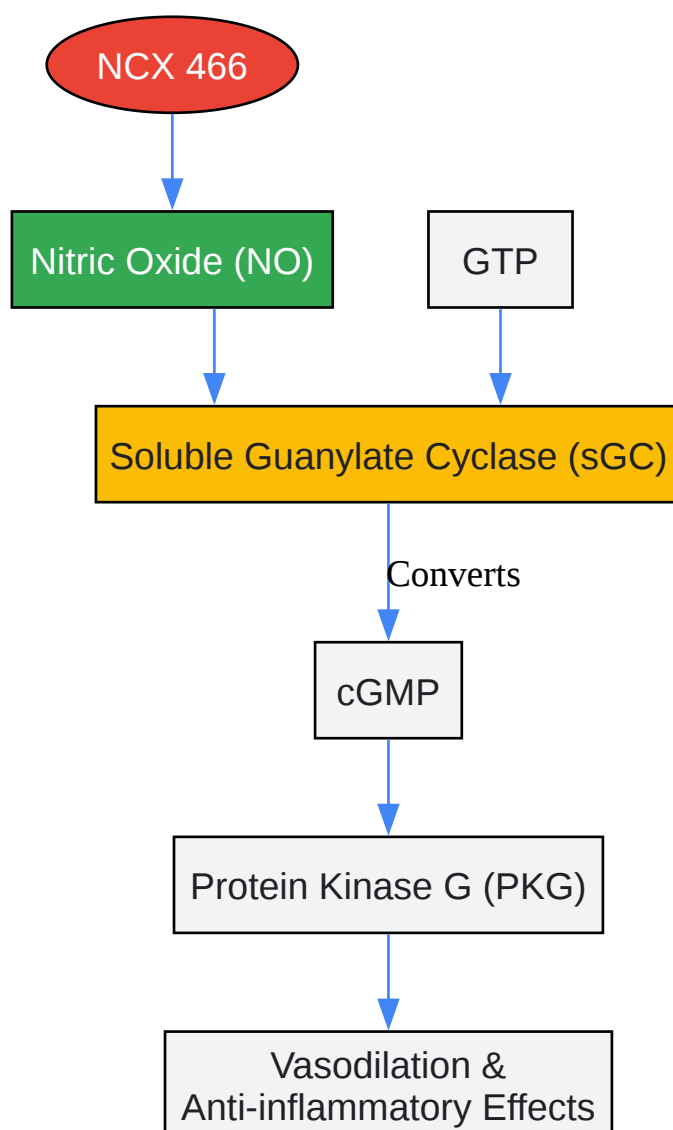 NCX 466
Nitric Oxide (NO)
GTP
Soluble Guanylate Cyclase (sGC)
Converts
cGMP
Protein Kinase G (PKG)
Vasodilation &
Anti-inflammatory Effects